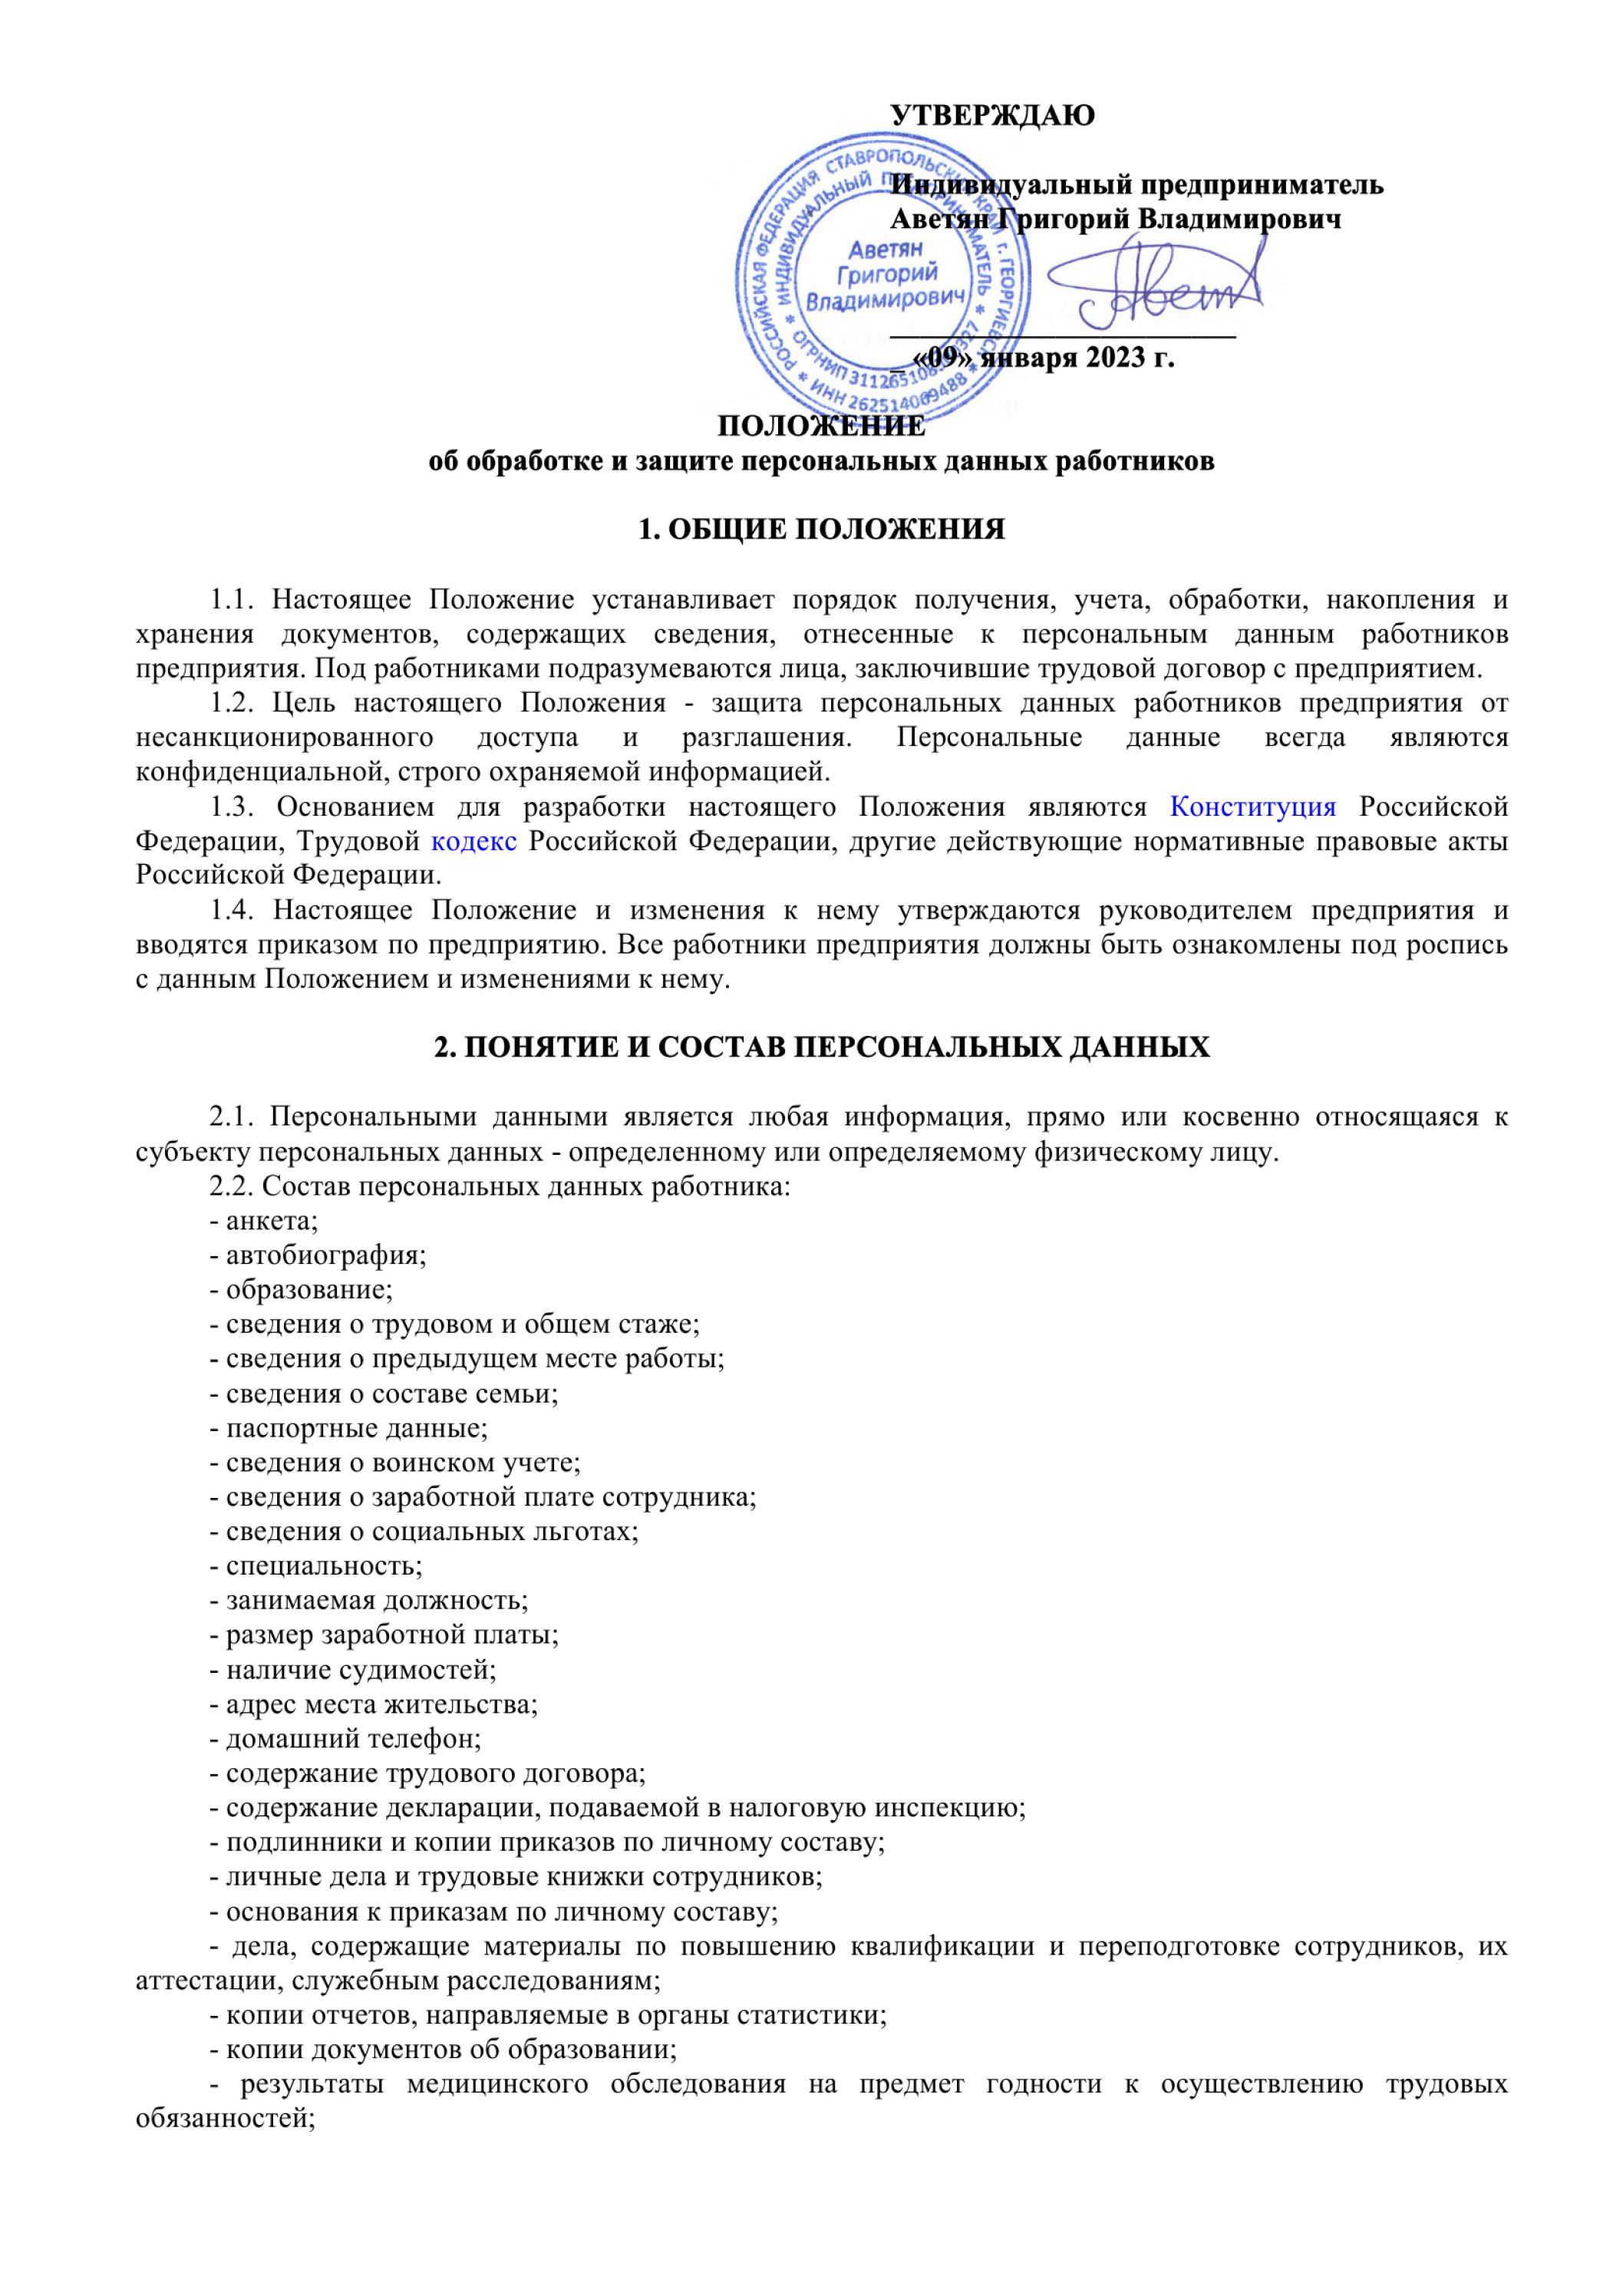 УТВЕРЖДАЮ
Индивидуальный предприниматель
Аветян Григорий Владимирович
РОССИЙСКАЯ ФЕДЕРАЦИЯ СТАВРОПОЛЬСКИЙ КРАЙ г. ГЕОРГИЕВСК
ИНДИВИДУАЛЬНЫЙ ПРЕДПРИНИМАТЕЛЬ
Аветян
Григорий
Владимирович
ОГРНИП
ИНН 262514009488
_ «09» января 2023 г.
ПОЛОЖЕНИЕ
об обработке и защите персональных данных работников
1. ОБЩИЕ ПОЛОЖЕНИЯ
1.1. Настоящее Положение устанавливает порядок получения, учета, обработки, накопления и
хранения документов, содержащих сведения, отнесенные к персональным данным работников
предприятия. Под работниками подразумеваются лица, заключившие трудовой договор с предприятием.
1.2. Цель настоящего Положения - защита персональных данных работников предприятия от
несанкционированного доступа и разглашения. Персональные данные всегда являются
конфиденциальной, строго охраняемой информацией.
1.3. Основанием для разработки настоящего Положения являются Конституция Российской
Федерации, Трудовой кодекс Российской Федерации, другие действующие нормативные правовые акты
Российской Федерации.
1.4. Настоящее Положение и изменения к нему утверждаются руководителем предприятия и
вводятся приказом по предприятию. Все работники предприятия должны быть ознакомлены под роспись
с данным Положением и изменениями к нему.
2. ПОНЯТИЕ И СОСТАВ ПЕРСОНАЛЬНЫХ ДАННЫХ
2.1. Персональными данными является любая информация, прямо или косвенно относящаяся к
субъекту персональных данных - определенному или определяемому физическому лицу.
2.2. Состав персональных данных работника:
- анкета;
- автобиография;
- образование;
- сведения о трудовом и общем стаже;
- сведения о предыдущем месте работы;
- сведения о составе семьи;
- паспортные данные;
- сведения о воинском учете;
- сведения о заработной плате сотрудника;
- сведения о социальных льготах;
- специальность;
- занимаемая должность;
- размер заработной платы;
- наличие судимостей;
- адрес места жительства;
- домашний телефон;
- содержание трудового договора;
- содержание декларации, подаваемой в налоговую инспекцию;
- подлинники и копии приказов по личному составу;
- личные дела и трудовые книжки сотрудников;
- основания к приказам по личному составу;
- дела, содержащие материалы по повышению квалификации и переподготовке сотрудников, их
аттестации, служебным расследованиям;
- копии отчетов, направляемые в органы статистики;
- копии документов об образовании;
- результаты медицинского обследования на предмет годности к осуществлению трудовых
обязанностей;